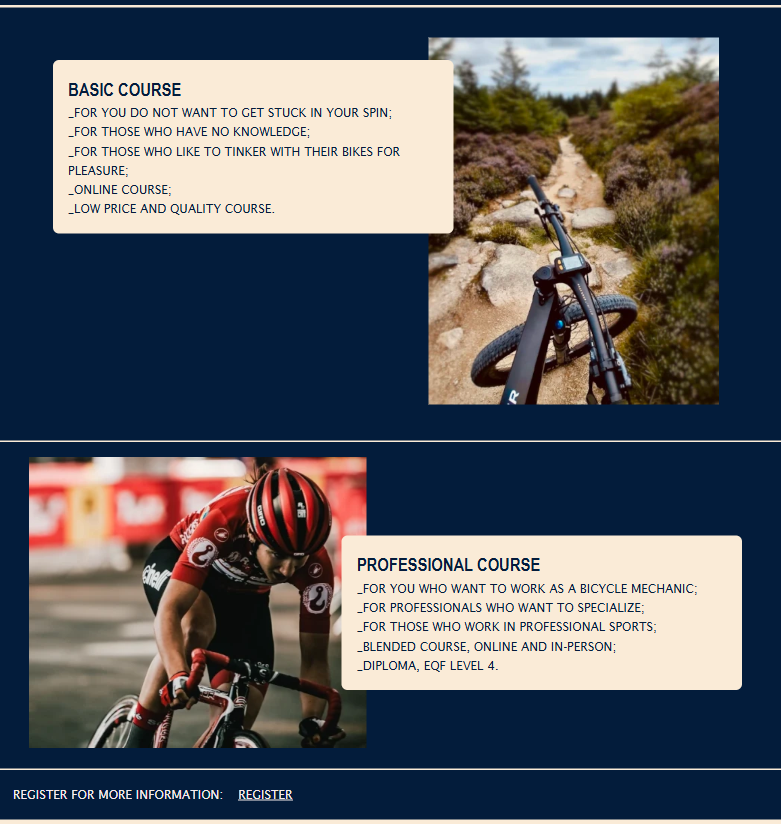 BASIC COURSE
_FOR YOU DO NOT WANT TO GET STUCK IN YOUR SPIN;
_FOR THOSE WHO HAVE NO KNOWLEDGE;
_FOR THOSE WHO LIKE TO TINKER WITH THEIR BIKES FOR
PLEASURE;
_ONLINE COURSE;
_LOW PRICE AND QUALITY COURSE.
PROFESSIONAL COURSE
_FOR YOU WHO WANT TO WORK AS A BICYCLE MECHANIC;
_FOR PROFESSIONALS WHO WANT TO SPECIALIZE;
_FOR THOSE WHO WORK IN PROFESSIONAL SPORTS;
_BLENDED COURSE, ONLINE AND IN-PERSON;
_DIPLOMA, EQF LEVEL 4.
REGISTER FOR MORE INFORMATION: REGISTER